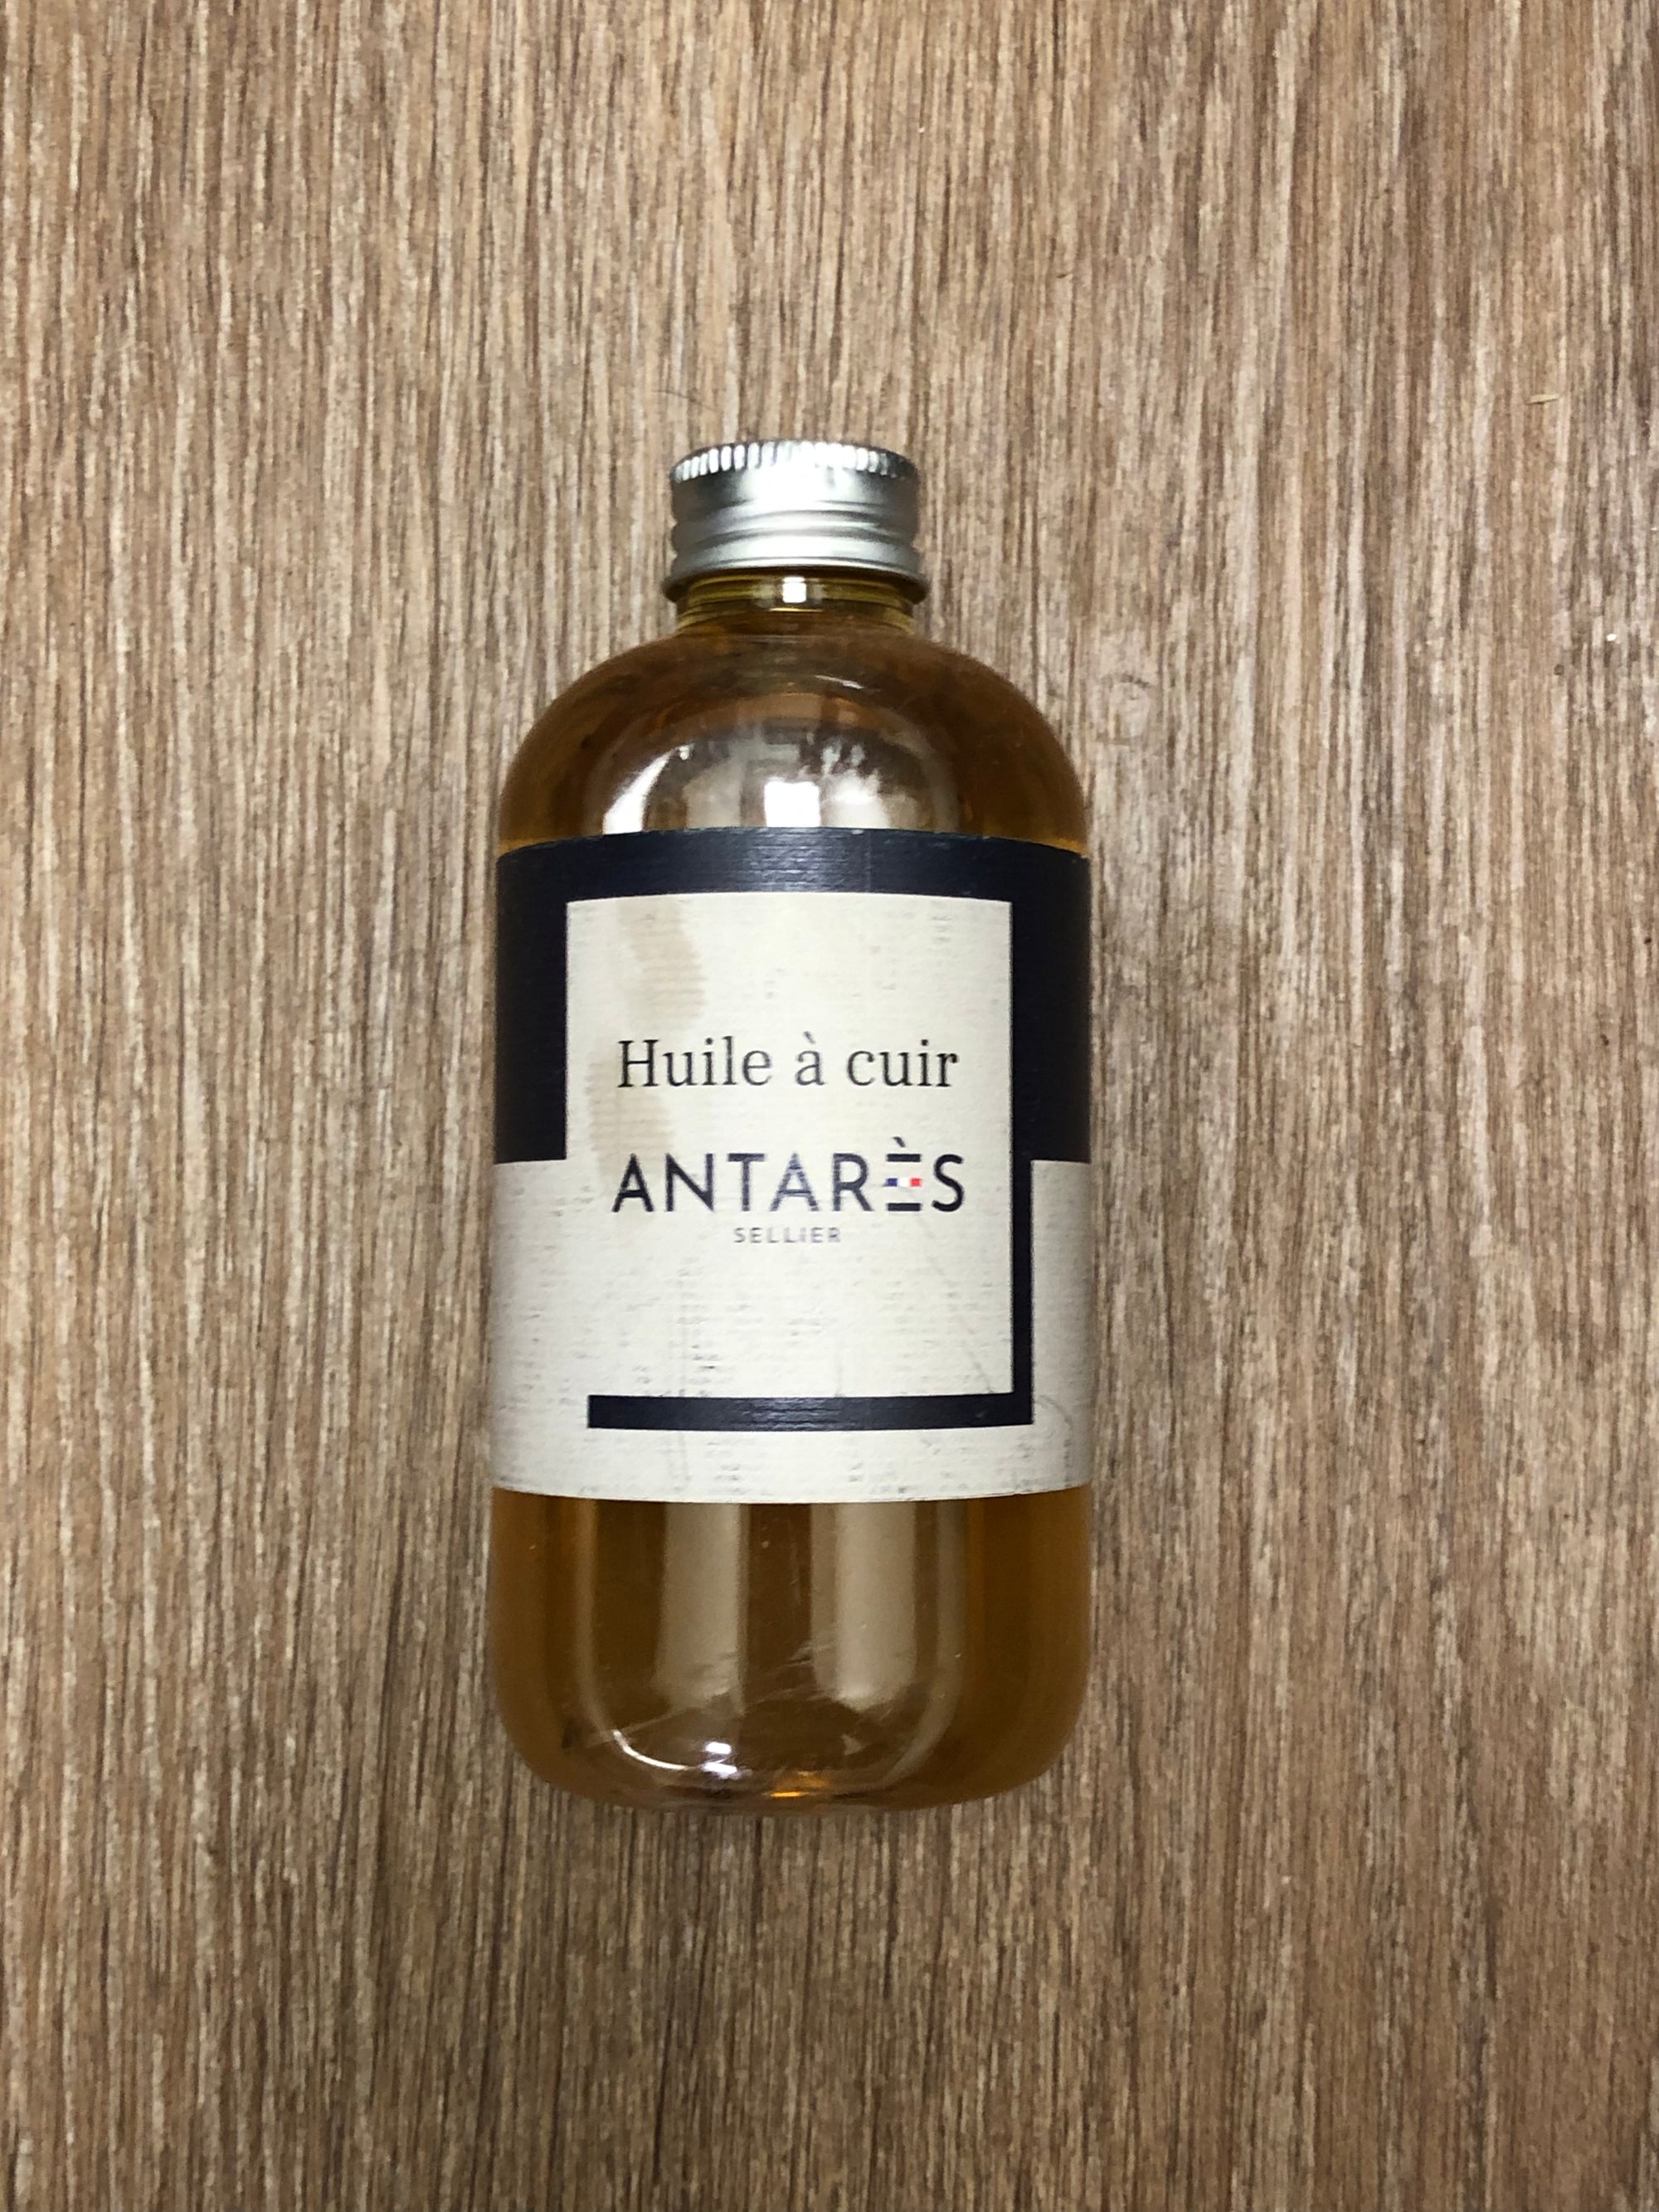 Huile à cuir
ANTARÈS
SELLIER